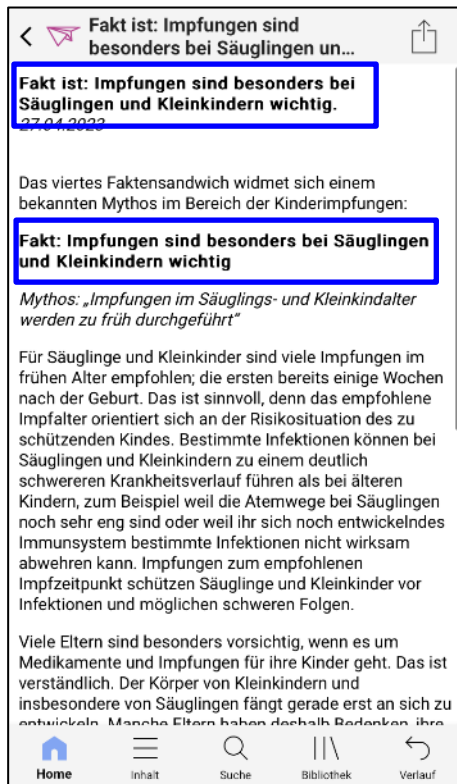 Fakt ist: Impfungen sind
besonders bei Säuglingen un...
Fakt ist: Impfungen sind besonders bei
Säuglingen und Kleinkindern wichtig.
27.04.2023
Das viertes Faktensandwich widmet sich einem
bekannten Mythos im Bereich der Kinderimpfungen:
Fakt: Impfungen sind besonders bei Säuglingen
und Kleinkindern wichtig
Mythos: „Impfungen im Säuglings- und Kleinkindalter
werden zu früh durchgeführt“
Für Säuglinge und Kleinkinder sind viele Impfungen im
frühen Alter empfohlen; die ersten bereits einige Wochen
nach der Geburt. Das ist sinnvoll, denn das empfohlene
Impfalter orientiert sich an der Risikosituation des zu
schützenden Kindes. Bestimmte Infektionen können bei
Säuglingen und Kleinkindern zu einem deutlich
schwereren Krankheitsverlauf führen als bei älteren
Kindern, zum Beispiel weil die Atemwege bei Säuglingen
noch sehr eng sind oder weil ihr sich noch entwickelndes
Immunsystem bestimmte Infektionen nicht wirksam
abwehren kann. Impfungen zum empfohlenen
Impfzeitpunkt schützen Säuglinge und Kleinkinder vor
Infektionen und möglichen schweren Folgen.
Viele Eltern sind besonders vorsichtig, wenn es um
Medikamente und Impfungen für ihre Kinder geht. Das ist
verständlich. Der Körper von Kleinkindern und
insbesondere von Säuglingen fängt gerade erst an sich zu
entwickeln. Manche Eltern haben deshalb Bedenken, ihre
Home
Inhalt
Suche
Bibliothek
Verlauf